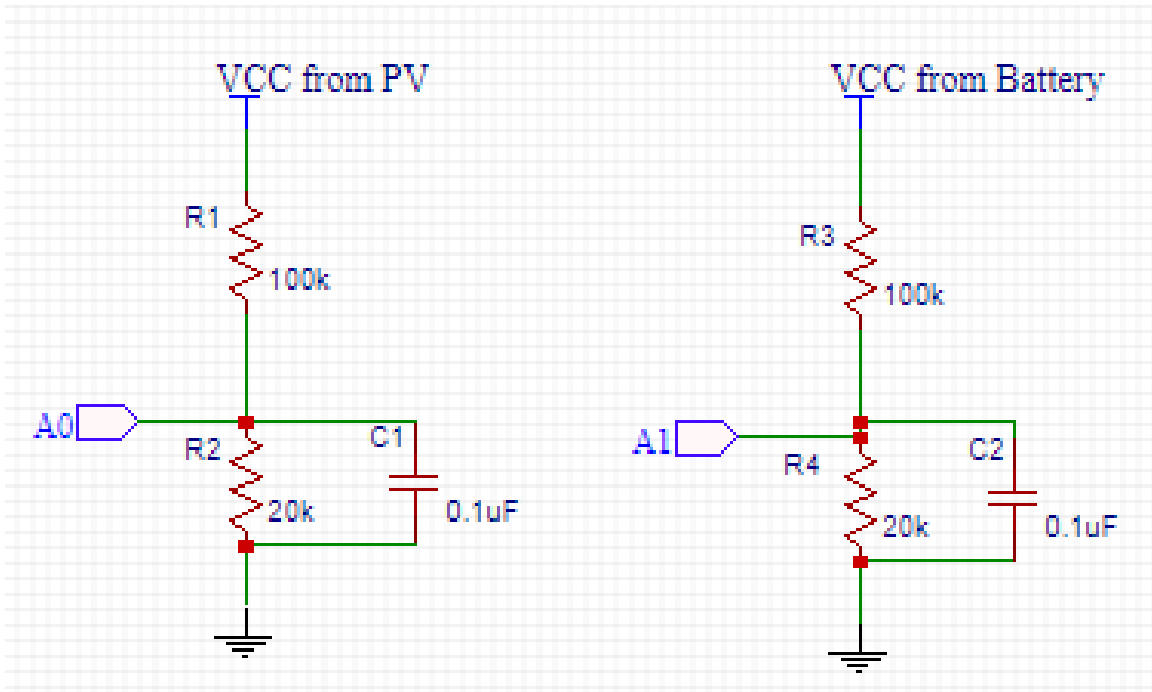 VCC from PV
R1
100k
A0
R2
C1
20k
0.1uF
VCC from Battery
R3
100k
A1
R4
C2
20k
0.1uF